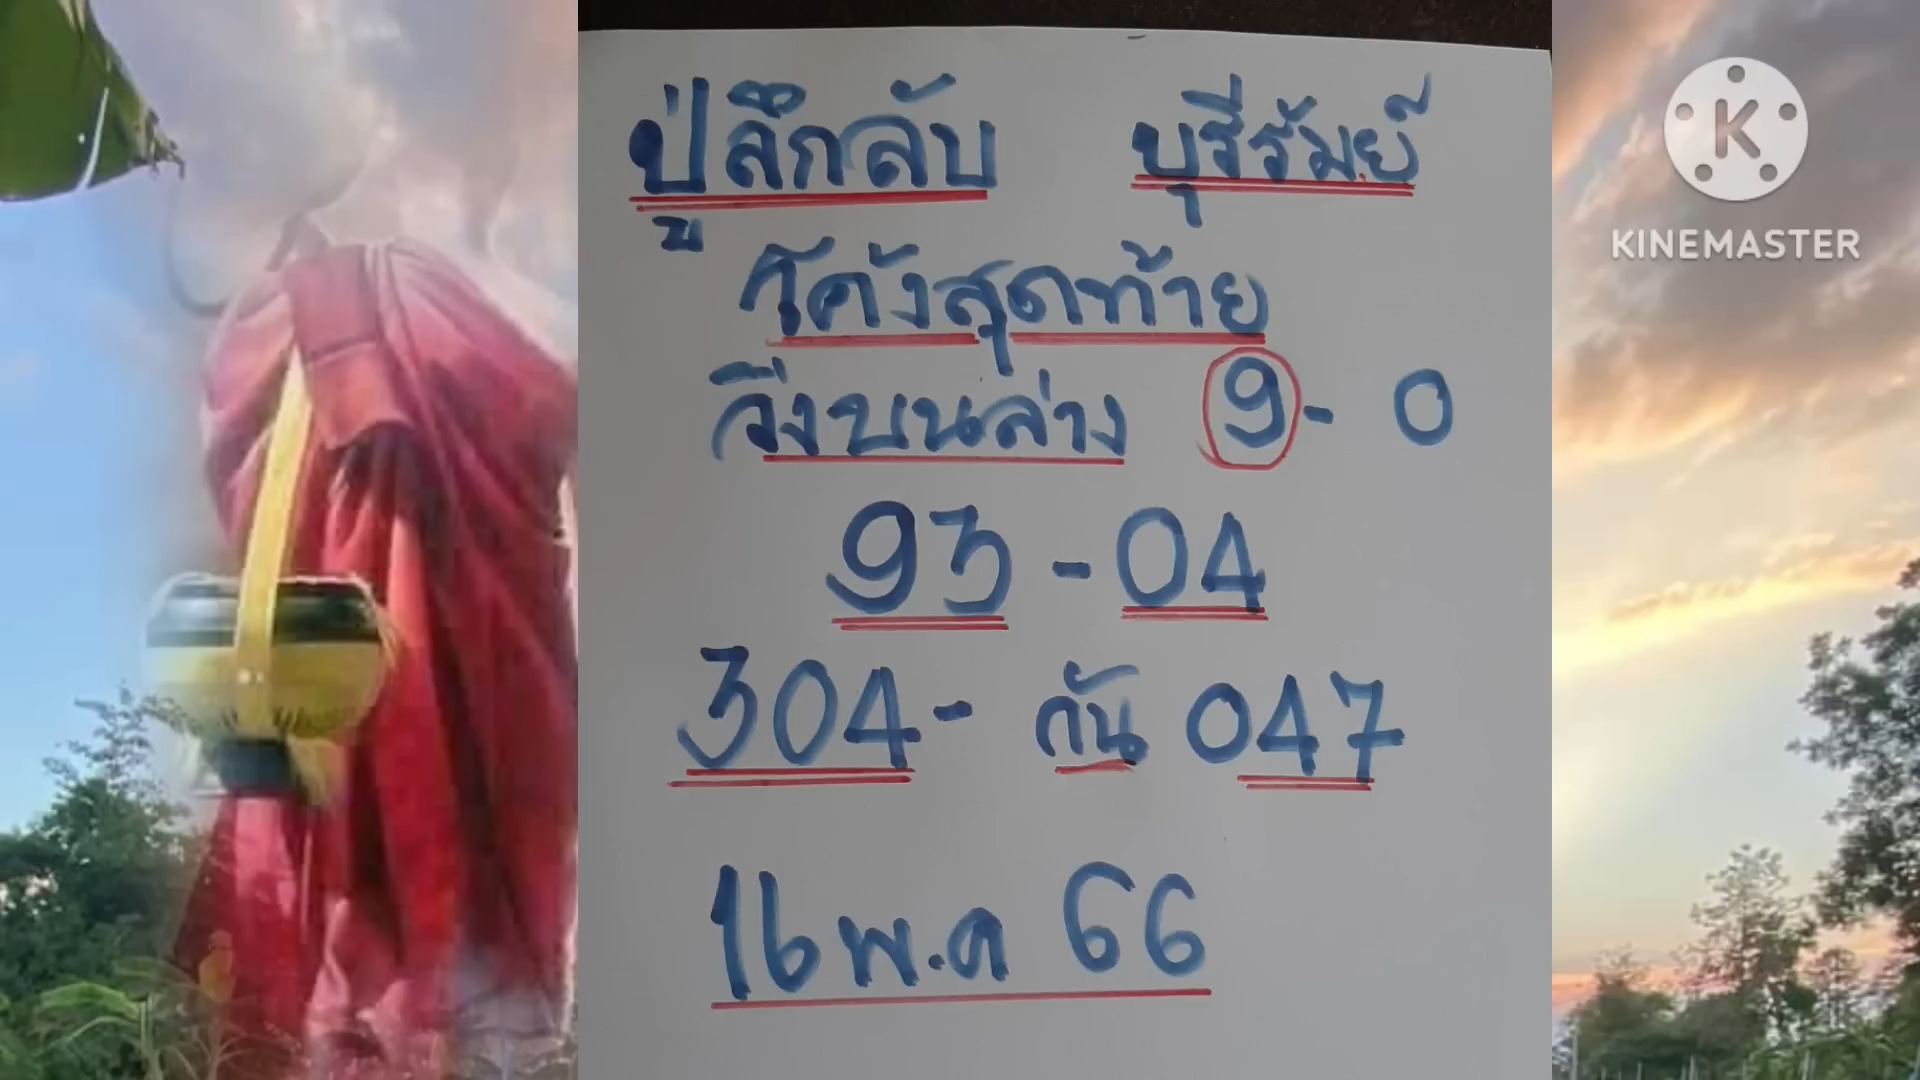 ปู่ลึกลับ บุรีรัมย์
โค้งสุดท้าย
วิ่งบนล่าง 9 - 0
93 - 04
304 - กัน 047
16 พ.ค 66
K
KINEMASTER